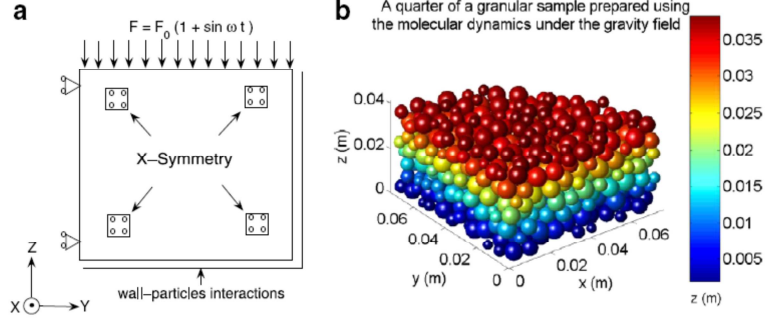 a
F = F0 (1 + sin ω t )
X–Symmetry
Z
X
Y
wall–particles interactions
b
A quarter of a granular sample prepared using
the molecular dynamics under the gravity field
z (m)
0.04
0.02
0
0.06
0.04
0.02
0
y (m)
0
0.02
0.04
0.06
x (m)
0.035
0.03
0.025
0.02
0.015
0.01
0.005
z (m)